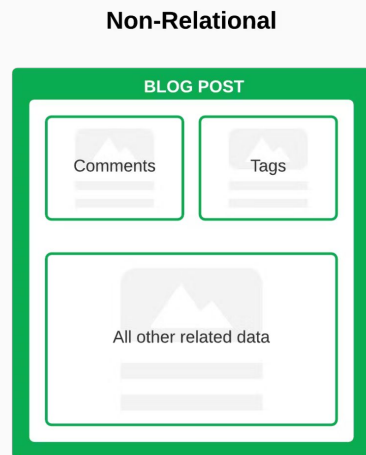 Non-Relational
BLOG POST
Comments
Tags
All other related data